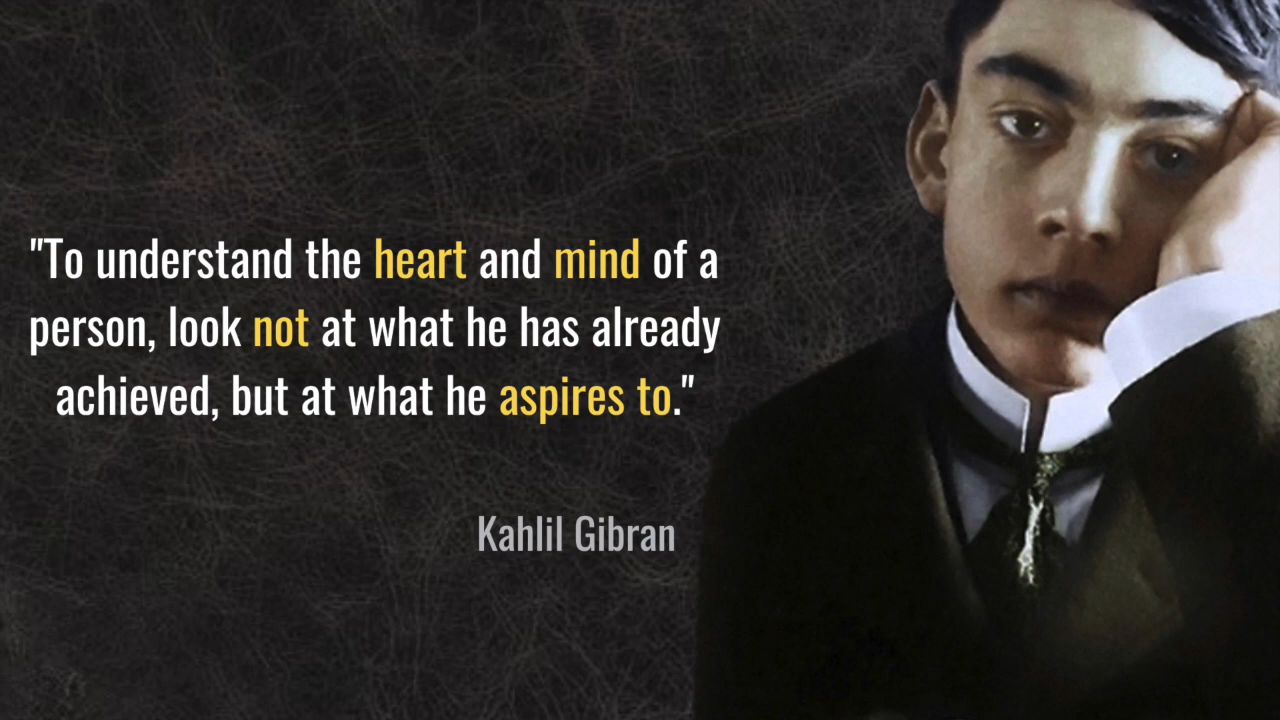 "To understand the heart and mind of a
person, look not at what he has already
achieved, but at what he aspires to."
Kahlil Gibran